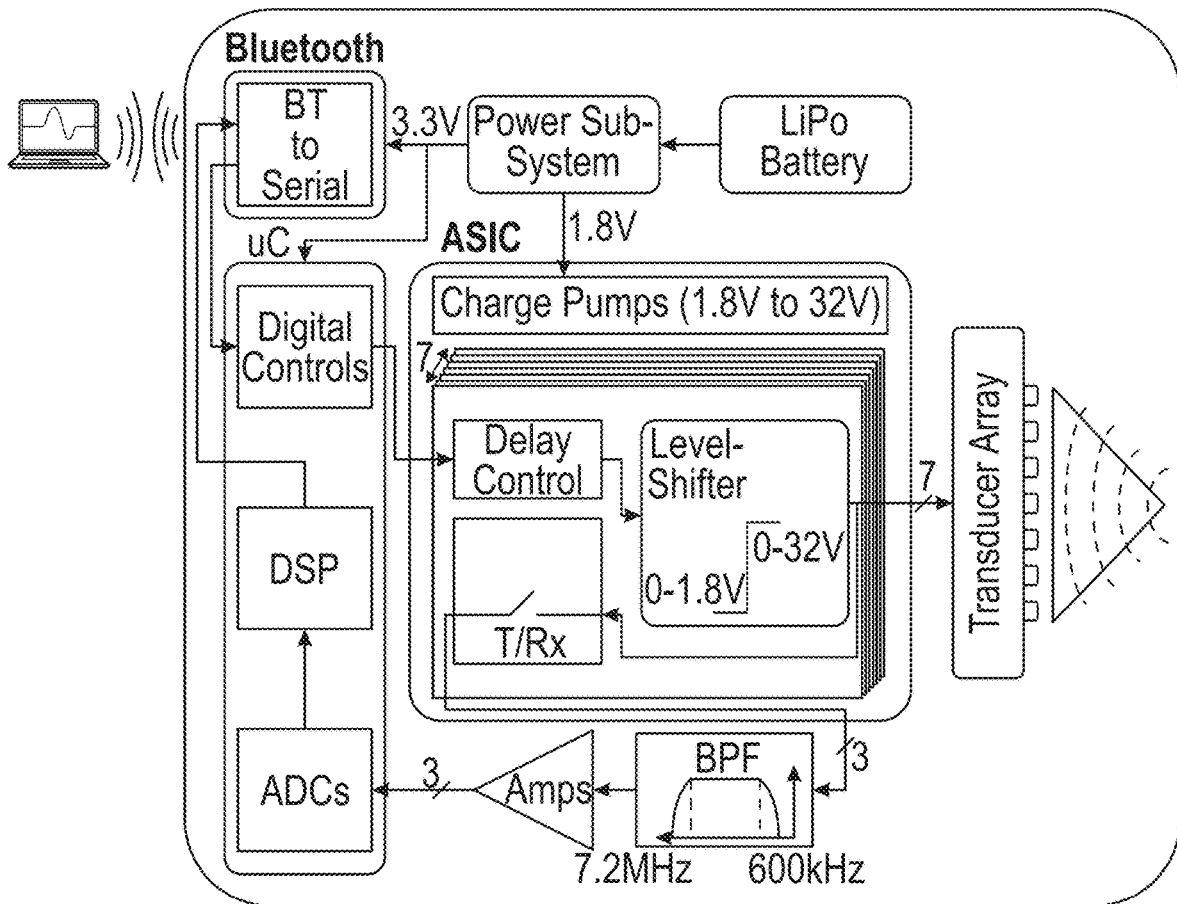 Bluetooth
BT
to
Serial
3.3V
Power Sub-
System
LiPo
Battery
1.8V
uC
ASIC
Charge Pumps (1.8V to 32V)
Digital
Controls
7
Delay
Control
Level-
Shifter
0-32V
0-1.8V
T/Rx
7
Transducer Array
DSP
ADCs
3
Amps
BPF
3
7.2MHz
600kHz